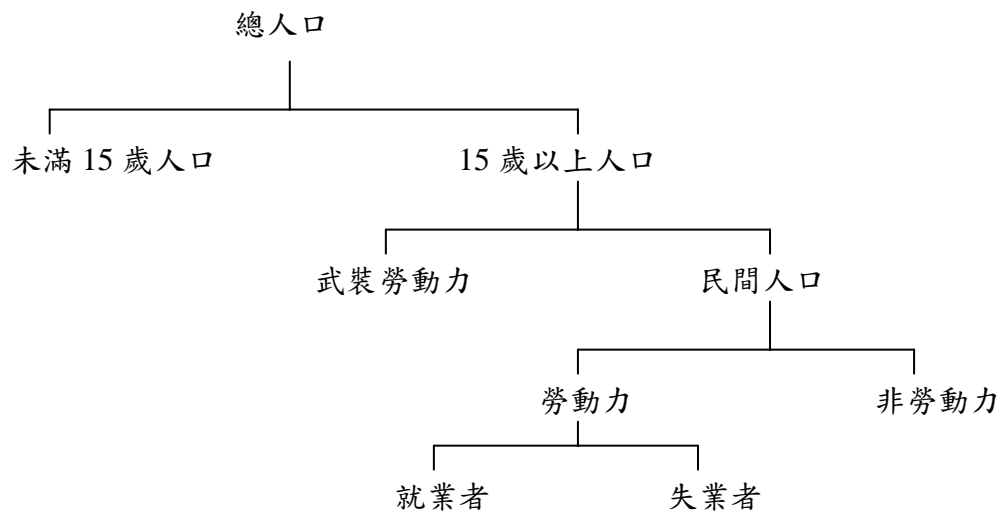 總人口
未滿 15 歲人口
15 歲以上人口
武裝勞動力
民間人口
勞動力
非勞動力
就業者
失業者